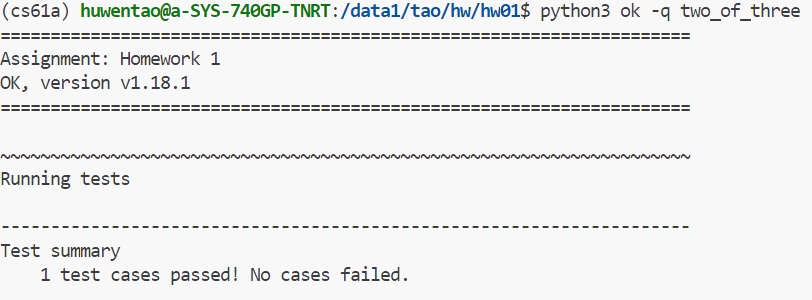 (cs61a) huwentao@a-SYS-740GP-TNRT:/data1/tao/hw/hw01$ python3 ok -q two_of_three
=====================================================================
Assignment: Homework 1
OK, version v1.18.1
=====================================================================
~~~~~~~~~~~~~~~~~~~~~~~~~~~~~~~~~~~~~~~~~~~~~~~~~~~~~~~~~~~~~~~~~~~~~
Running tests
---------------------------------------------------------------------
Test summary
    1 test cases passed! No cases failed.